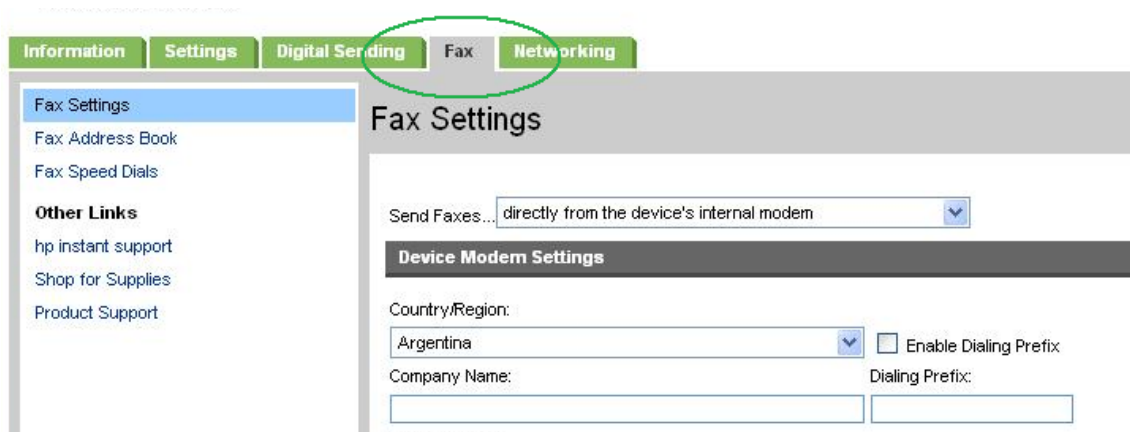 Information Settings Digital Sending Fax Networking
Fax Settings
Fax Address Book
Fax Speed Dials
Other Links
hp instant support
Shop for Supplies
Product Support
Fax Settings
Send Faxes... directly from the device's internal modem
Device Modem Settings
Country/Region:
Argentina Enable Dialing Prefix
Company Name: Dialing Prefix: